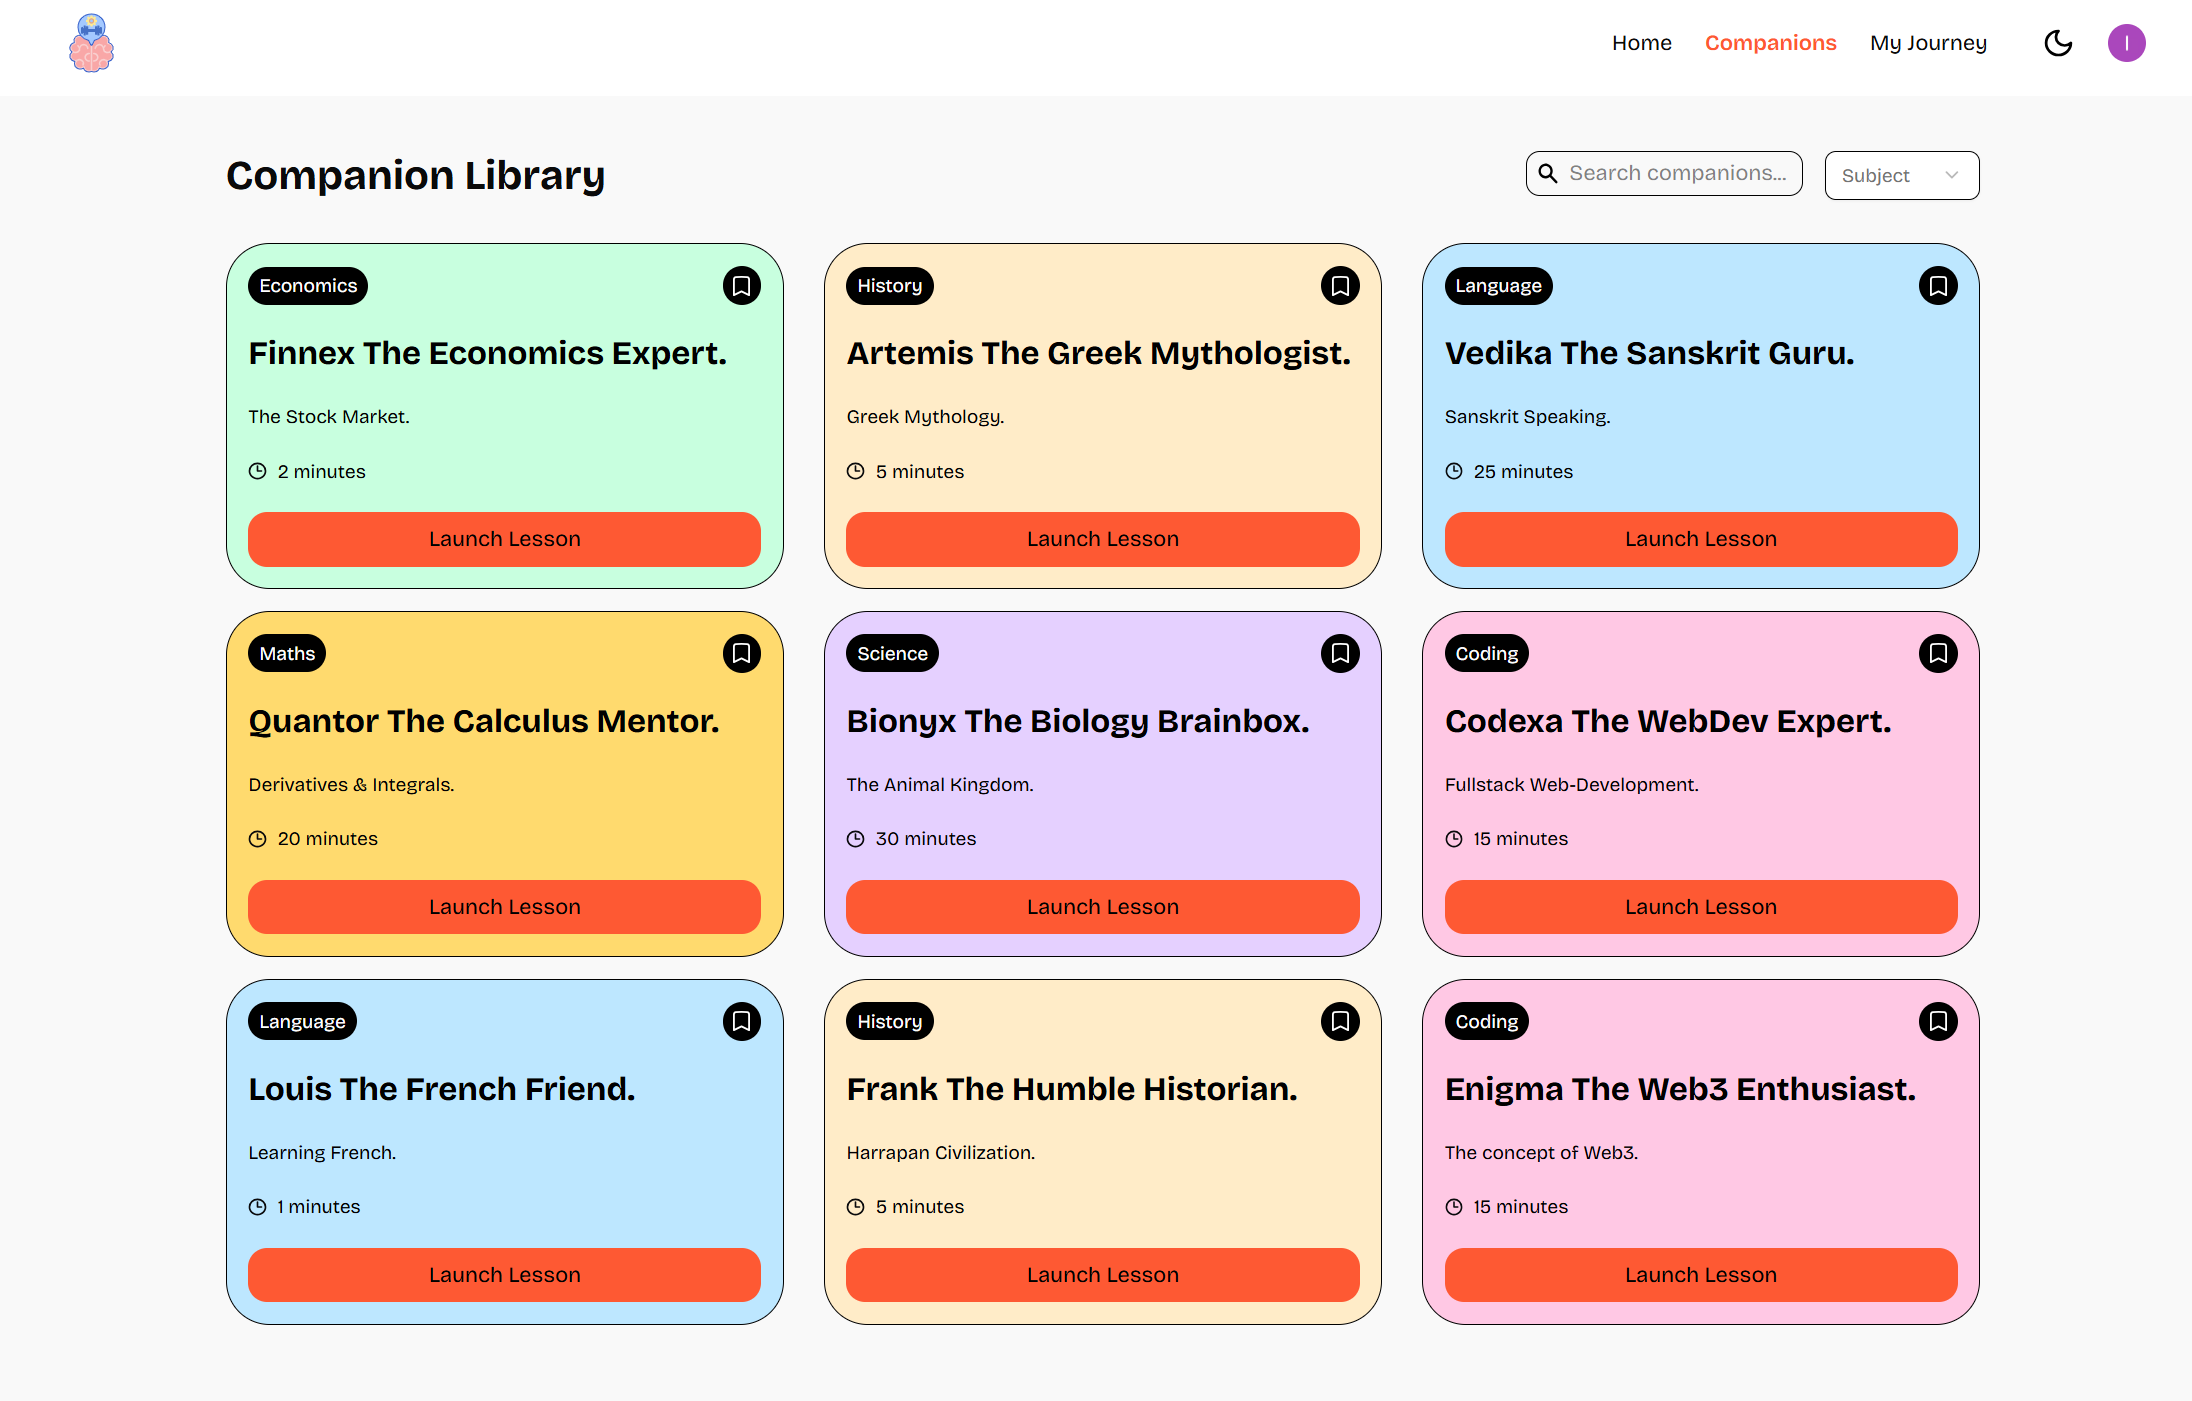 Home Companions My Journey I
Companion Library
Search companions...
Subject
Economics
Finnex The Economics Expert.
The Stock Market.
2 minutes
Launch Lesson
History
Artemis The Greek Mythologist.
Greek Mythology.
5 minutes
Launch Lesson
Language
Vedika The Sanskrit Guru.
Sanskrit Speaking.
25 minutes
Launch Lesson
Maths
Quantor The Calculus Mentor.
Derivatives & Integrals.
20 minutes
Launch Lesson
Science
Bionyx The Biology Brainbox.
The Animal Kingdom.
30 minutes
Launch Lesson
Coding
Codexa The WebDev Expert.
Fullstack Web-Development.
15 minutes
Launch Lesson
Language
Louis The French Friend.
Learning French.
1 minutes
Launch Lesson
History
Frank The Humble Historian.
Harrapan Civilization.
5 minutes
Launch Lesson
Coding
Enigma The Web3 Enthusiast.
The concept of Web3.
15 minutes
Launch Lesson